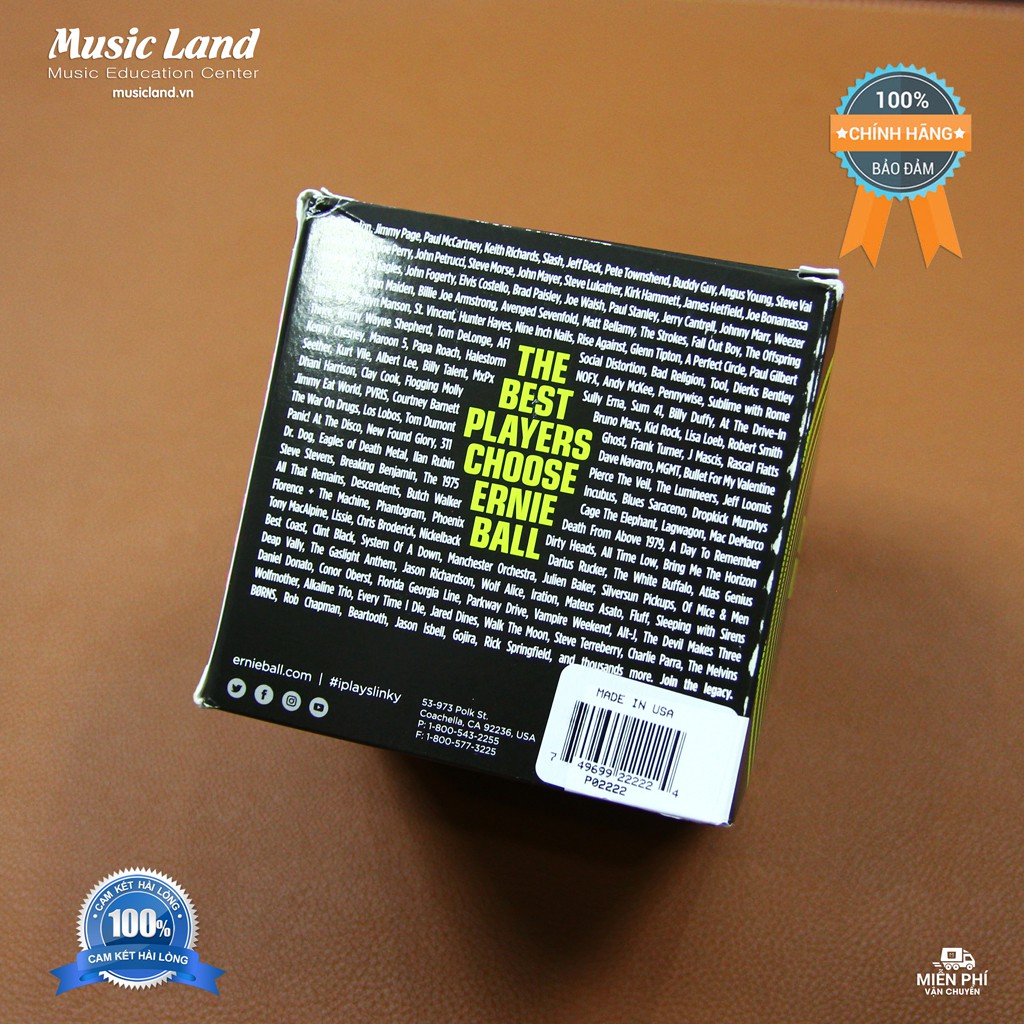 Music Land
Music Education Center
musicland.vn
100%
CHÍNH HÃNG
BẢO ĐẢM
Jimmy Page, Paul McCartney, Keith Richards, Slash, Jeff Beck, Pete Townshend, Buddy Guy, Angus Young, Steve Vai
Perry, John Petrucci, Steve Morse, John Mayer, Steve Lukather, Kirk Hammett, James Hetfield, Joe Bonamassa
Eagles, John Fogerty, Elvis Costello, Brad Paisley, Joe Walsh, Paul Stanley, Jerry Cantrell, Johnny Marr, Weezer
Maiden, Billie Joe Armstrong, Avenged Sevenfold, Matt Bellamy, The Strokes, Fall Out Boy, The Offspring
Manson, St. Vincent, Hunter Hayes, Nine Inch Nails, Rise Against, Glenn Tipton, A Perfect Circle, Paul Gilbert
Kenny Wayne Shepherd, Tom DeLonge, AFI Social Distortion, Bad Religion, Tool, Dierks Bentley
Kenny Chesney, Maroon 5, Papa Roach, Halestorm NOFX, Andy McKee, Pennywise, Sublime with Rome
Seether, Kurt Vile, Albert Lee, Billy Talent, MxPx Sully Erna, Sum 41, Billy Duffy, At The Drive-In
Dhani Harrison, Clay Cook, Flogging Molly Bruno Mars, Kid Rock, Lisa Loeb, Robert Smith
Jimmy Eat World, PVRIS, Courtney Barnett Ghost, Frank Turner, J Mascis, Rascal Flatts
The War On Drugs, Los Lobos, Tom Dumont Dave Navarro, MGMT, Bullet For My Valentine
Panic! At The Disco, New Found Glory, 311 Pierce The Veil, The Lumineers, Jeff Loomis
Dr. Dog, Eagles of Death Metal, Ilan Rubin Incubus, Blues Saraceno, Dropkick Murphys
Steve Stevens, Breaking Benjamin, The 1975 Cage The Elephant, Lagwagon, Mac DeMarco
All That Remains, Descendents, Butch Walker Death From Above 1979, A Day To Remember
Florence + The Machine, Phantogram, Phoenix Dirty Heads, All Time Low, Bring Me The Horizon
Tony MacAlpine, Lissie, Chris Broderick, Nickelback Darius Rucker, The White Buffalo, Atlas Genius
Best Coast, Clint Black, System Of A Down, Manchester Orchestra, Julien Baker, Silversun Pickups, Of Mice & Men
Deap Vally, The Gaslight Anthem, Jason Richardson, Wolf Alice, Iration, Mateus Asato, Fluff, Sleeping with Sirens
Daniel Donato, Conor Oberst, Florida Georgia Line, Parkway Drive, Vampire Weekend, Alt-J, The Devil Makes Three
Wolfmother, Alkaline Trio, Every Time I Die, Jared Dines, Walk The Moon, Steve Terreberry, Charlie Parra, The Melvins
BØRNS, Rob Chapman, Beartooth, Jason Isbell, Gojira, Rick Springfield, and thousands more. Join the legacy.
THE
BEST
PLAYERS
CHOOSE
ERNIE
BALL
ernieball.com | #iplayslinky
53-973 Polk St.
Coachella, CA 92236, USA
P: 1-800-543-2255
F: 1-800-577-3225
MADE IN USA
7 49699 22222 4
P02222
CAM KẾT HÀI LÒNG
100%
CAM KẾT HÀI LÒNG
MIỄN PHÍ
VẬN CHUYỂN